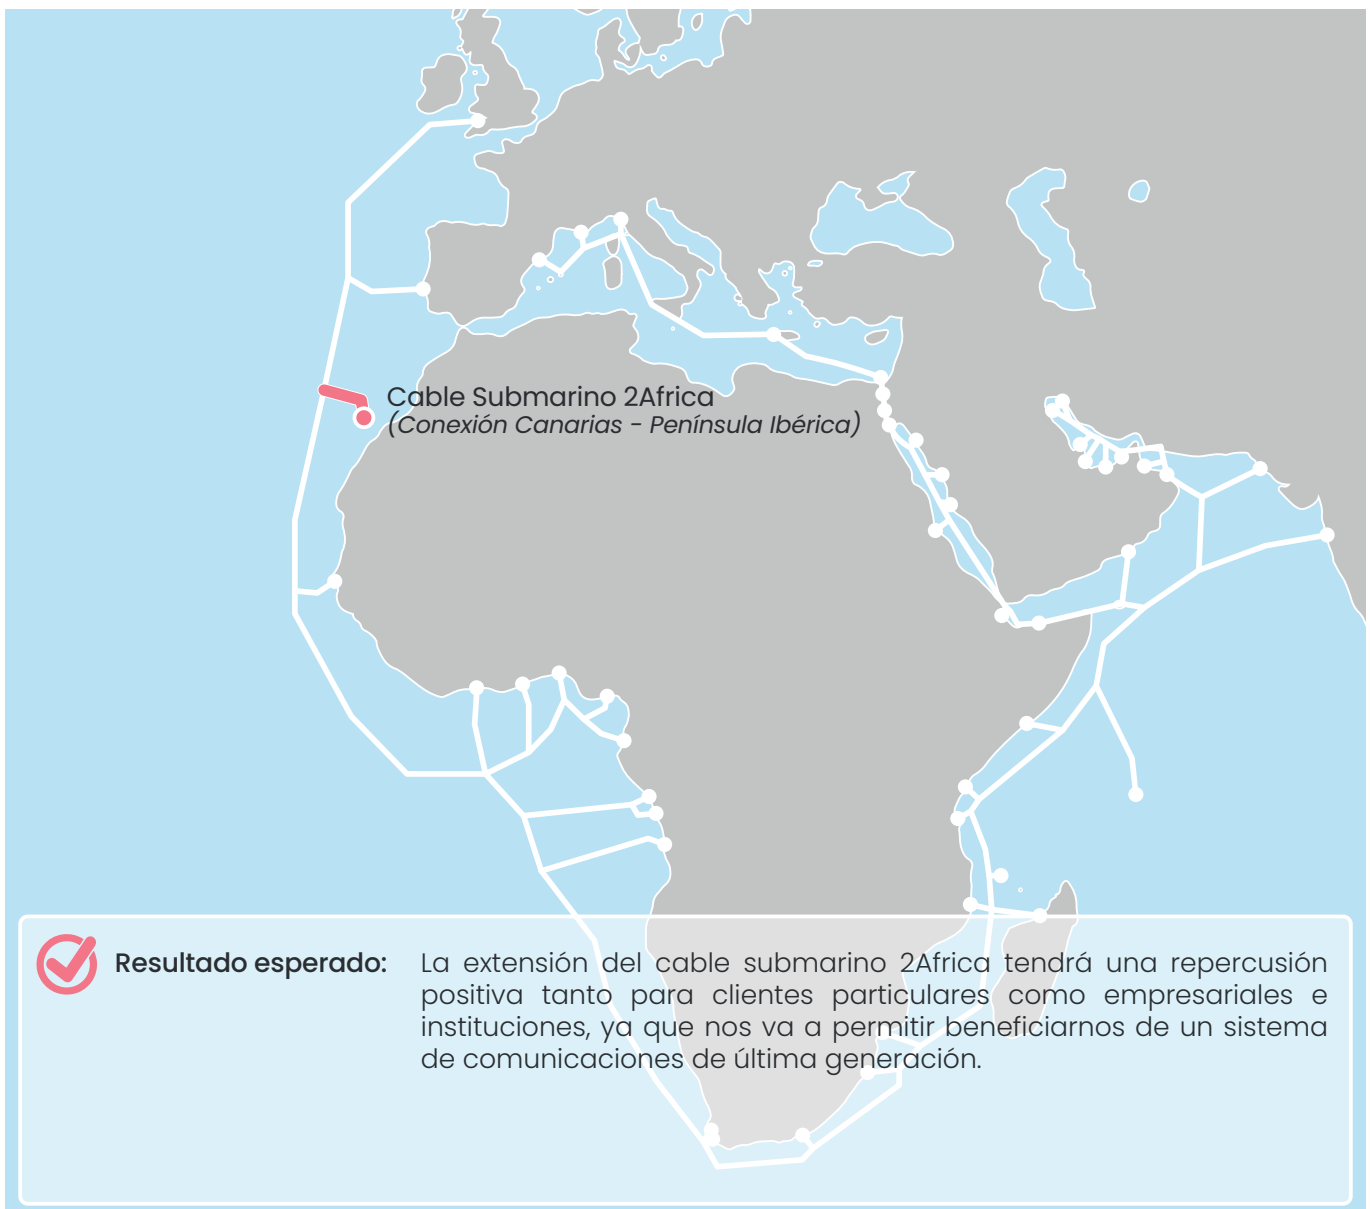 Cable Submarino 2Africa
(Conexión Canarias - Península Ibérica)
Resultado esperado:
La extensión del cable submarino 2Africa tendrá una repercusión
positiva tanto para clientes particulares como empresariales e
instituciones, ya que nos va a permitir beneficiarnos de un sistema
de comunicaciones de última generación.